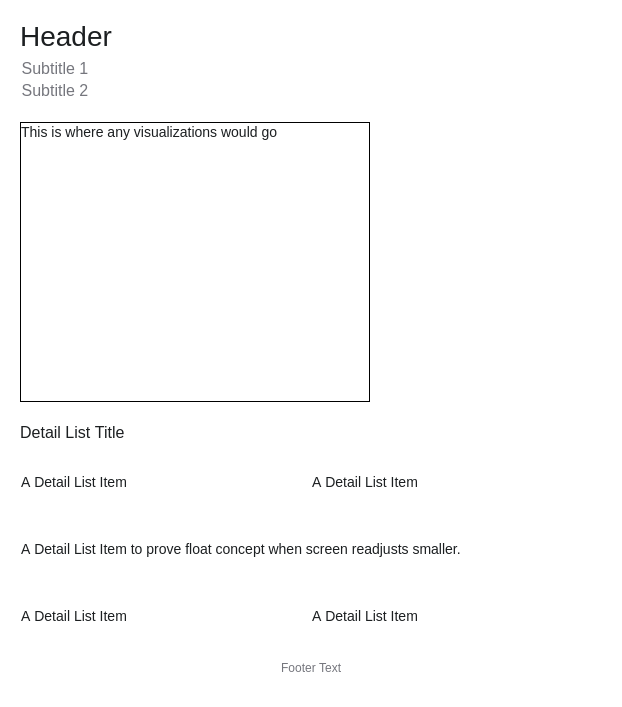 Header
Subtitle 1
Subtitle 2
This is where any visualizations would go
Detail List Title
A Detail List Item
A Detail List Item
A Detail List Item to prove float concept when screen readjusts smaller.
A Detail List Item
A Detail List Item
Footer Text